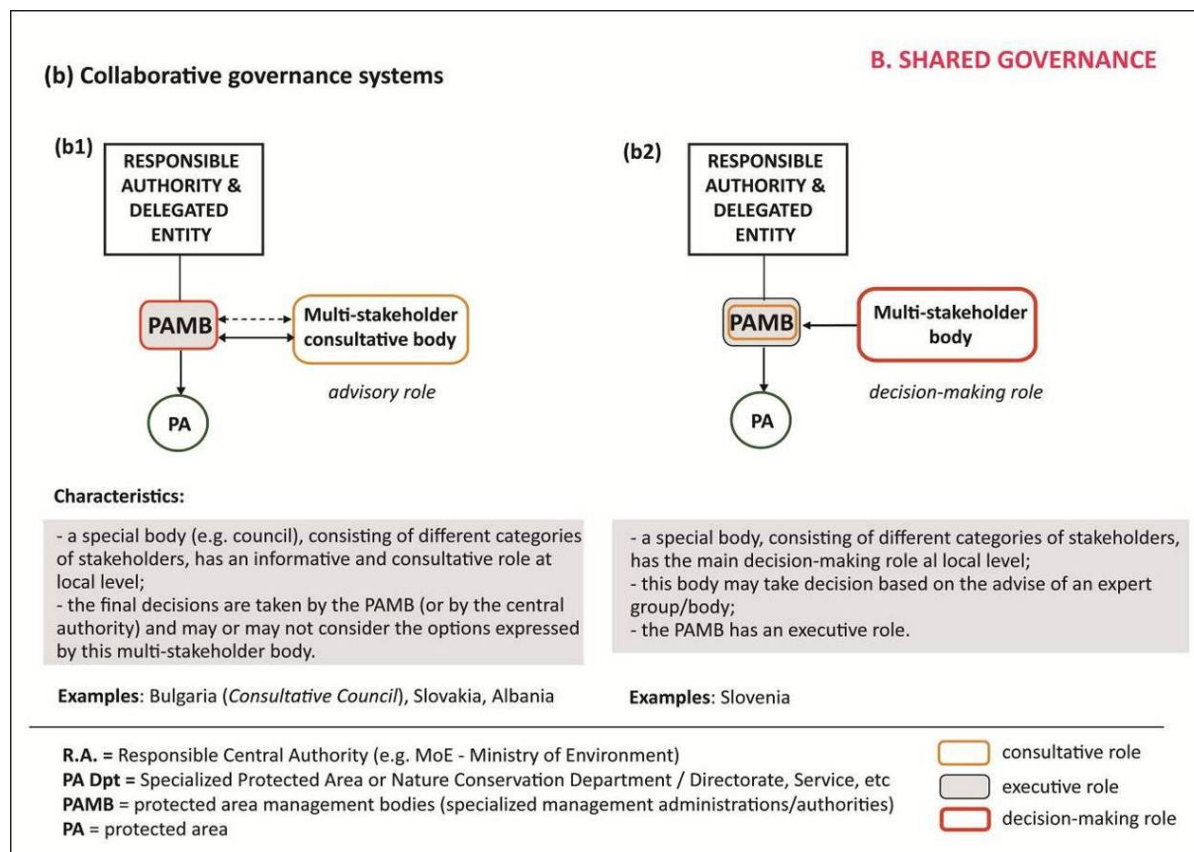 B. SHARED GOVERNANCE
(b) Collaborative governance systems
(b1)
RESPONSIBLE
AUTHORITY &
DELEGATED
ENTITY
PAMB
Multi-stakeholder
consultative body
advisory role
PA
(b2)
RESPONSIBLE
AUTHORITY &
DELEGATED
ENTITY
PAMB
Multi-stakeholder
body
decision-making role
PA
Characteristics:
- a special body (e.g. council), consisting of different categories
of stakeholders, has an informative and consultative role at
local level;
- the final decisions are taken by the PAMB (or by the central
authority) and may or may not consider the options expressed
by this multi-stakeholder body.
- a special body, consisting of different categories of stakeholders,
has the main decision-making role al local level;
- this body may take decision based on the advise of an expert
group/body;
- the PAMB has an executive role.
Examples: Bulgaria (Consultative Council), Slovakia, Albania
Examples: Slovenia
R.A. = Responsible Central Authority (e.g. MoE - Ministry of Environment)
PA Dpt = Specialized Protected Area or Nature Conservation Department / Directorate, Service, etc
PAMB = protected area management bodies (specialized management administrations/authorities)
PA = protected area
consultative role
executive role
decision-making role